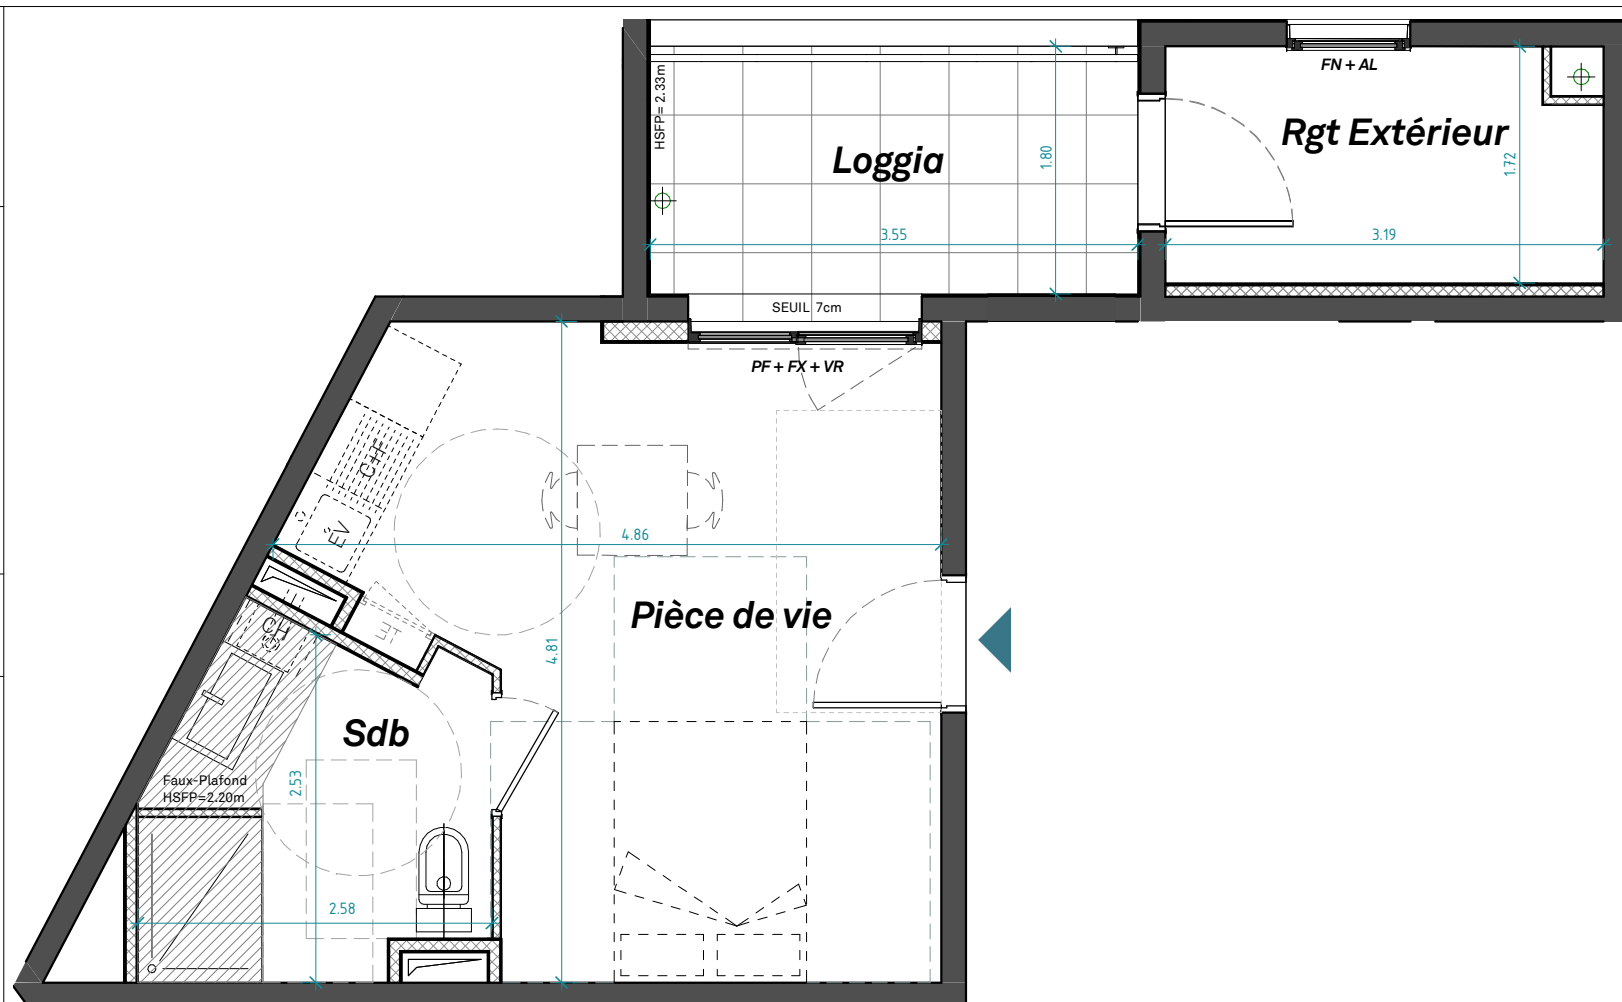 FN + AL
HSFP= 2.33m
Rgt Extérieur
Loggia
1.80
1.72
3.55
3.19
SEUIL 7cm
PF + FX + VR
ÉV
4.86
Pièce de vie
4.81
Sdb
Faux-Plafond
HSFP=2.20m
2.53
2.58